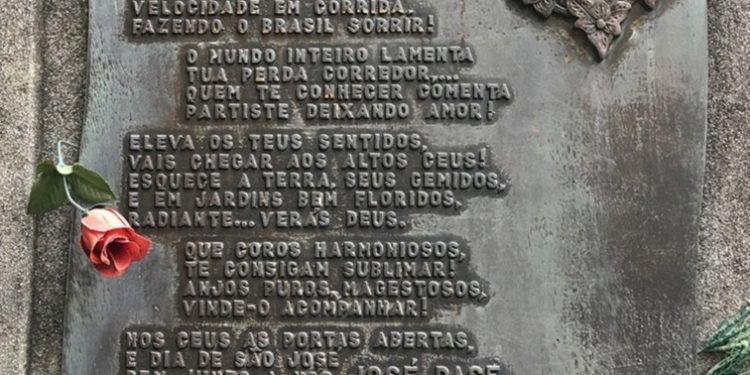 VELOCIDADE EM CORRIDA.
FAZENDO O BRASIL SORRIR!
O MUNDO INTEIRO LAMENTA
TUA PERDA CORREDOR,...
QUEM TE CONHECER COMENTA
PARTISTE DEIXANDO AMOR!
ELEVA OS TEUS SENTIDOS,
VAIS CHEGAR AOS ALTOS CEUS!
ESQUECE A TERRA, SEUS GEMIDOS,
E EM JARDINS BEM FLORIDOS,
RADIANTE... VERÁS DEUS.
QUE COROS HARMONIOSOS,
TE CONSIGAM SUBLIMAR!
ANJOS PUROS, MAGESTOSOS,
VINDE-O ACOMPANHAR!
NOS CEUS AS PORTAS ABERTAS,
E DIA DE SÃO JOSÉ
JOSÉ PACE